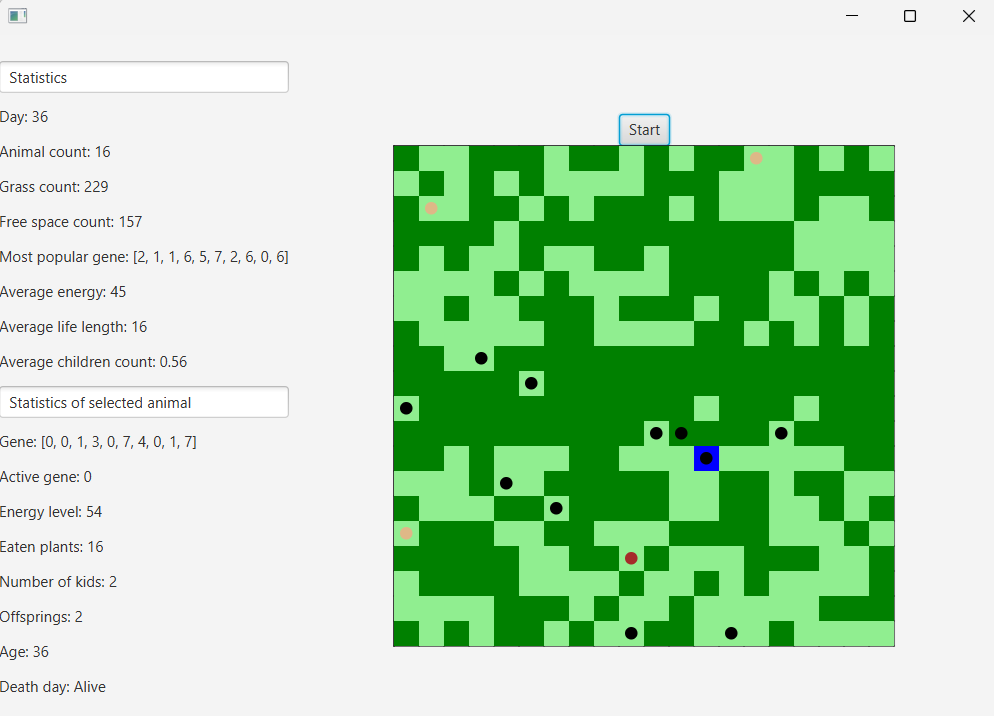 Statistics
Day: 36
Animal count: 16
Grass count: 229
Free space count: 157
Most popular gene: [2, 1, 1, 6, 5, 7, 2, 6, 0, 6]
Average energy: 45
Average life length: 16
Average children count: 0.56
Statistics of selected animal
Gene: [0, 0, 1, 3, 0, 7, 4, 0, 1, 7]
Active gene: 0
Energy level: 54
Eaten plants: 16
Number of kids: 2
Offsprings: 2
Age: 36
Death day: Alive
Start